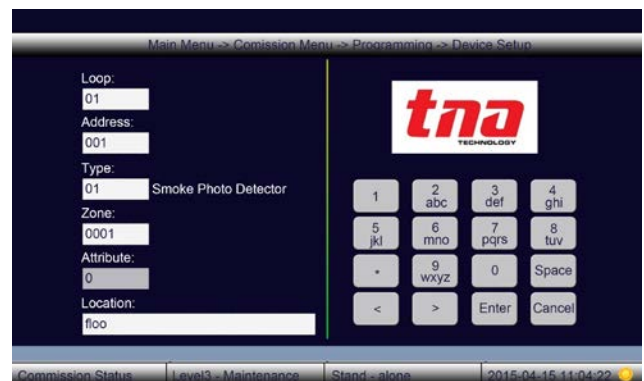 Main Menu -> Comission Menu -> Programming -> Device Setup
Loop:
01
Address:
001
Type:
01 Smoke Photo Detector
Zone:
0001
Attribute:
0
Location:
floo
tna
TECHNOLOGY
1 2 abc 3 def 4 ghi
5 jkl 6 mno 7 pqrs 8 tuv
* 9 wxyz 0 Space
< > Enter Cancel
Commission Status Level3 - Maintenance Stand - alone 2015-04-15 11:04:22